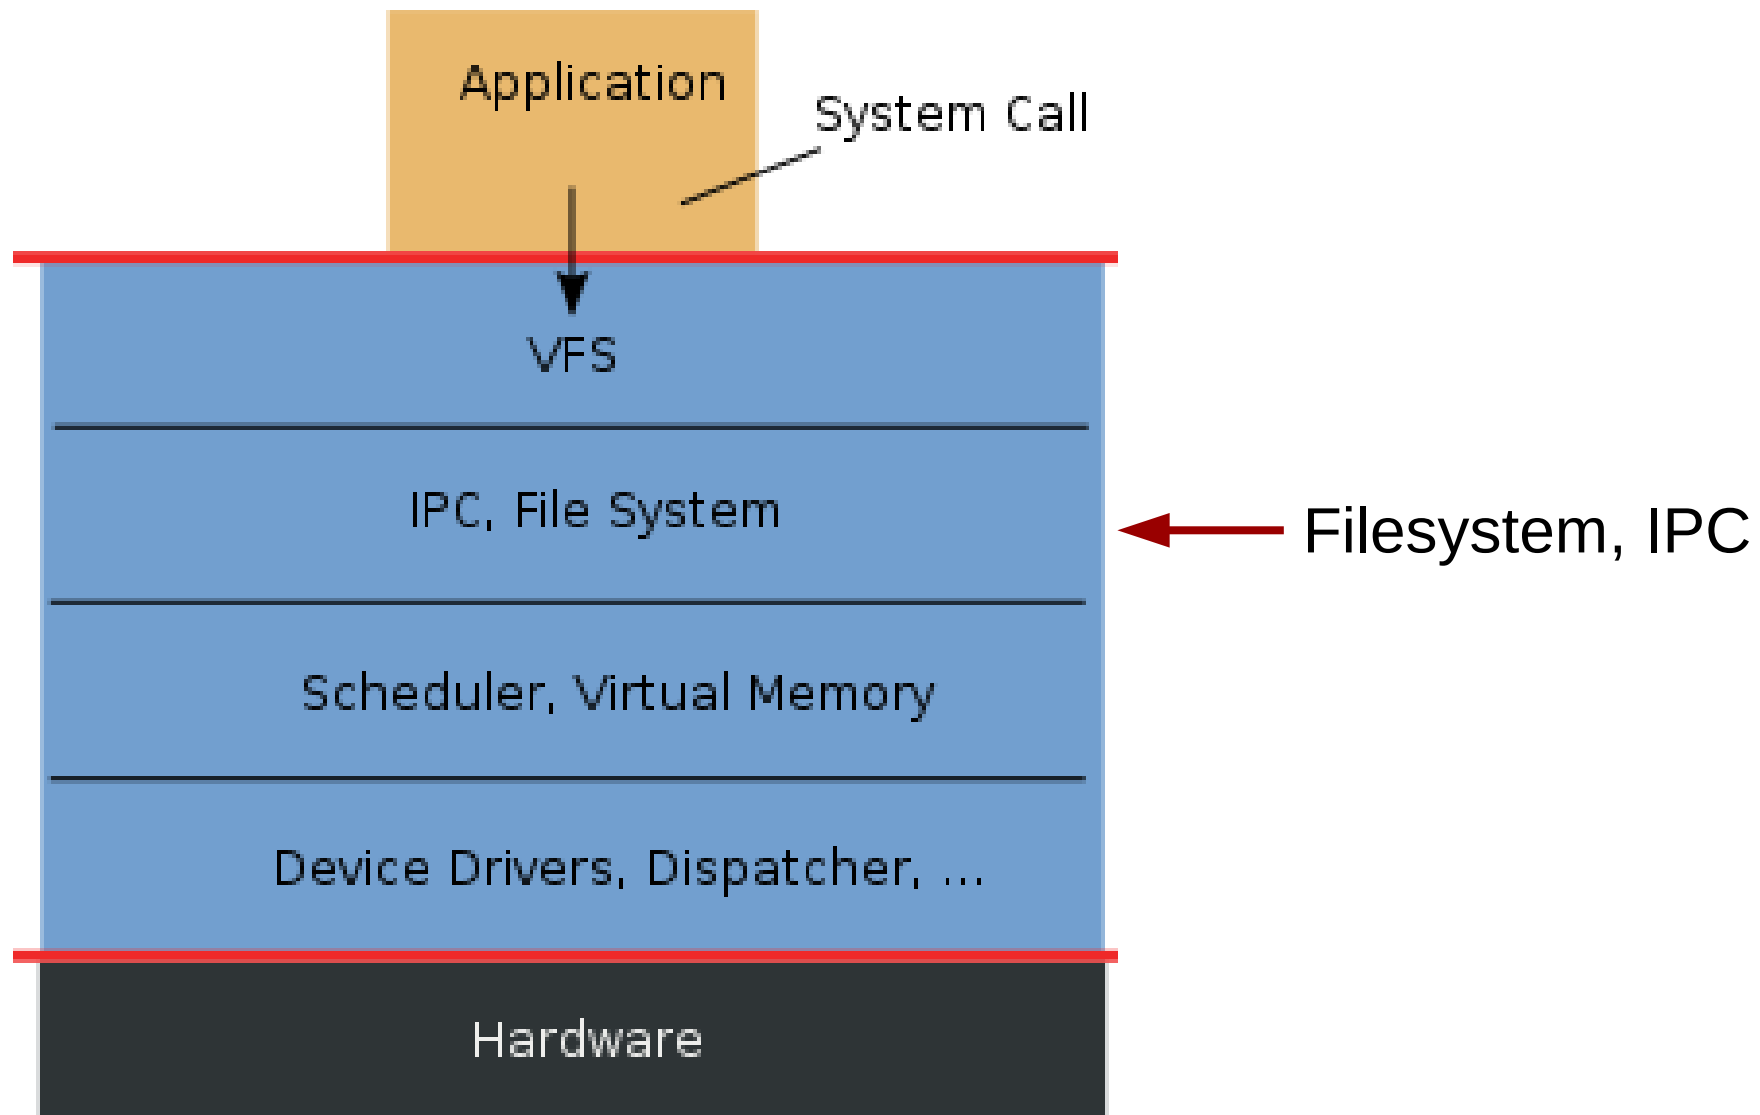 Application
System Call
VFS
IPC, File System
Filesystem, IPC
Scheduler, Virtual Memory
Device Drivers, Dispatcher, ...
Hardware